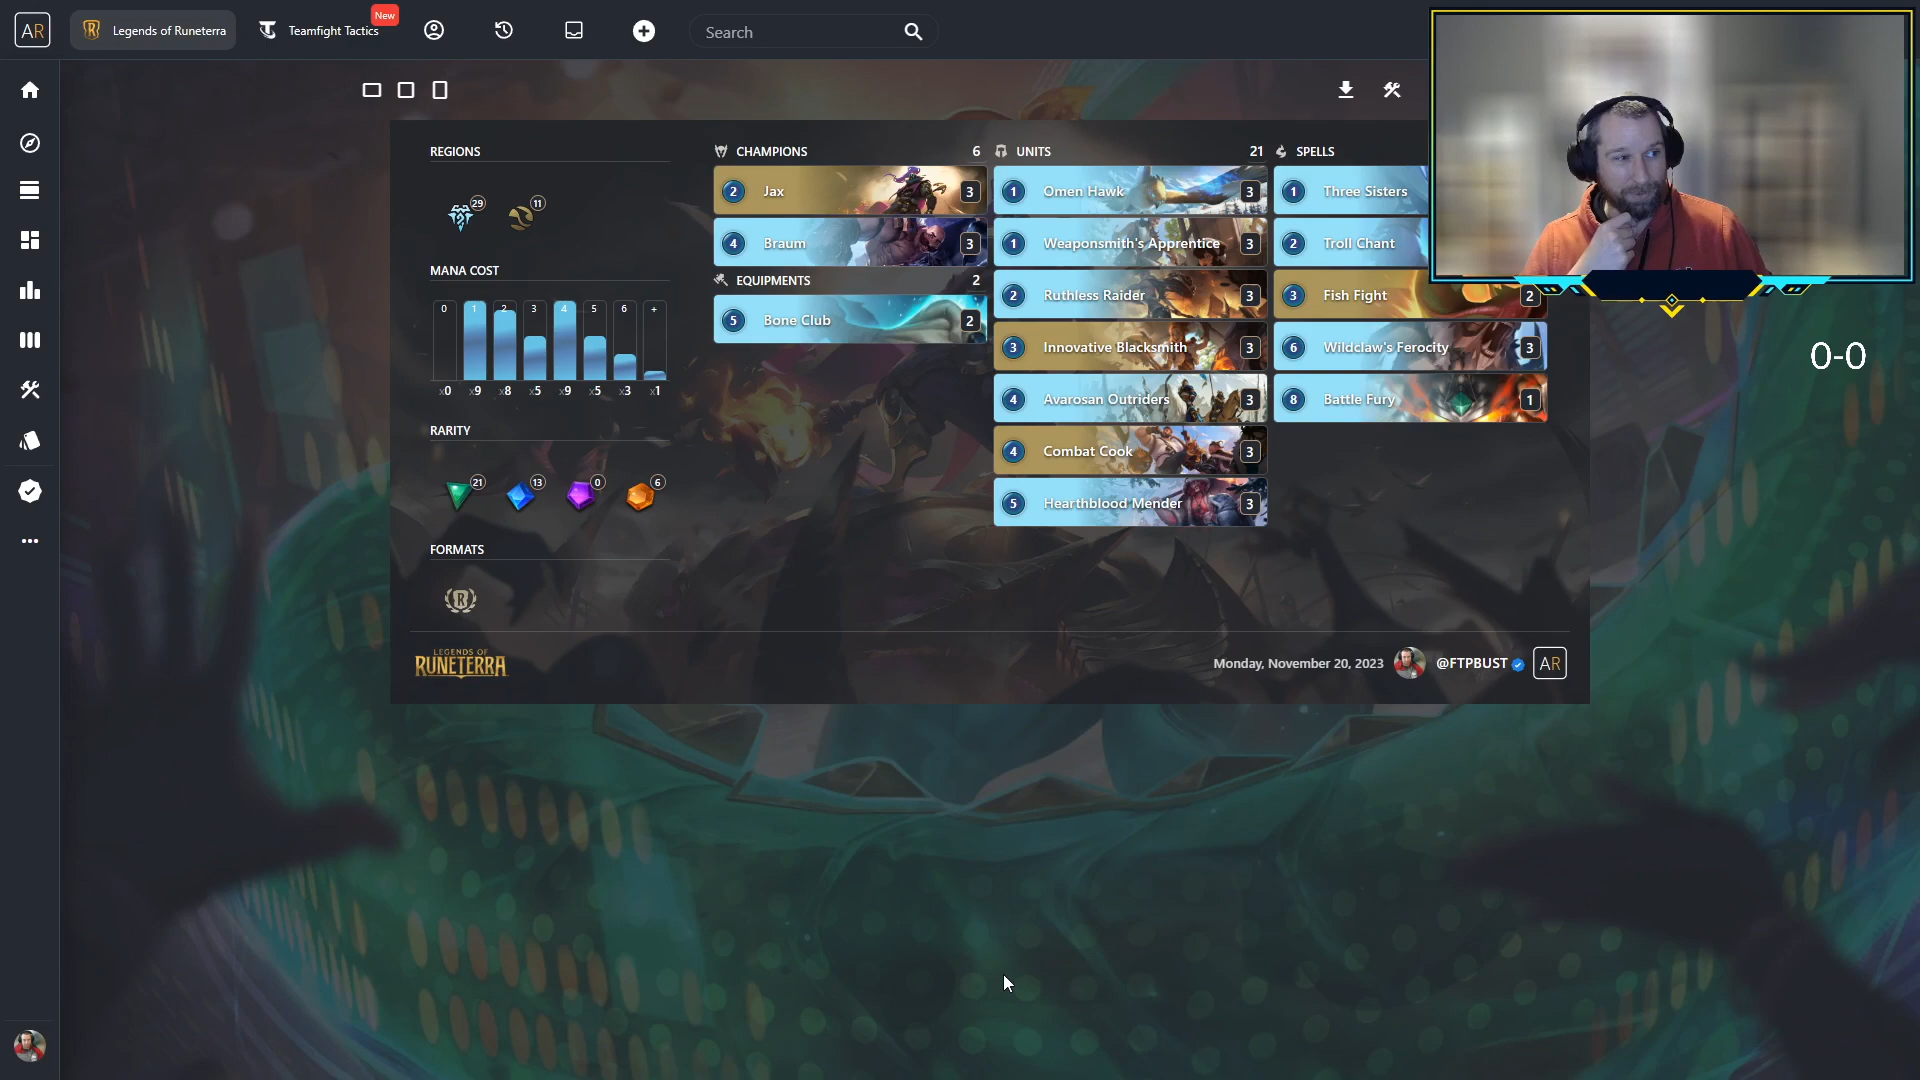 AR
Legends of Runeterra
Teamfight Tactics
New
Search
REGIONS
29
11
MANA COST
0 1 2 3 4 5 6 +
x0 x9 x8 x5 x9 x5 x3 x1
RARITY
21
13
0
6
FORMATS
R
CHAMPIONS 6
2 Jax 3
4 Braum 3
EQUIPMENTS 2
5 Bone Club 2
UNITS 21
1 Omen Hawk 3
1 Weaponsmith's Apprentice 3
2 Ruthless Raider 3
3 Innovative Blacksmith 3
4 Avarosan Outriders 3
4 Combat Cook 3
5 Hearthblood Mender 3
SPELLS
1 Three Sisters
2 Troll Chant
3 Fish Fight 2
6 Wildclaw's Ferocity 3
8 Battle Fury 1
0-0
LEGENDS OF
RUNETERRA
Monday, November 20, 2023
@FTPBUST
AR